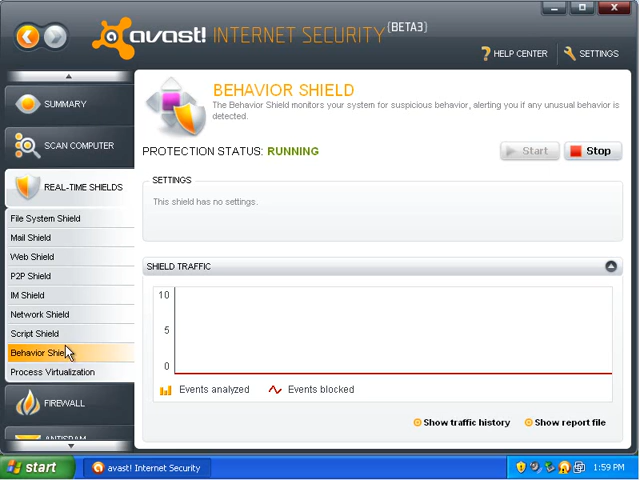 avast! INTERNET SECURITY (BETA3)
HELP CENTER
SETTINGS
SUMMARY
SCAN COMPUTER
REAL-TIME SHIELDS
File System Shield
Mail Shield
Web Shield
P2P Shield
IM Shield
Network Shield
Script Shield
Behavior Shield
Process Virtualization
FIREWALL
ANTISPAM
BEHAVIOR SHIELD
The Behavior Shield monitors your system for suspicious behavior, alerting you if any unusual behavior is
detected.
PROTECTION STATUS: RUNNING
Start
Stop
SETTINGS
This shield has no settings.
SHIELD TRAFFIC
10
5
0
Events analyzed
Events blocked
Show traffic history
Show report file
start
avast! Internet Security
1:59 PM